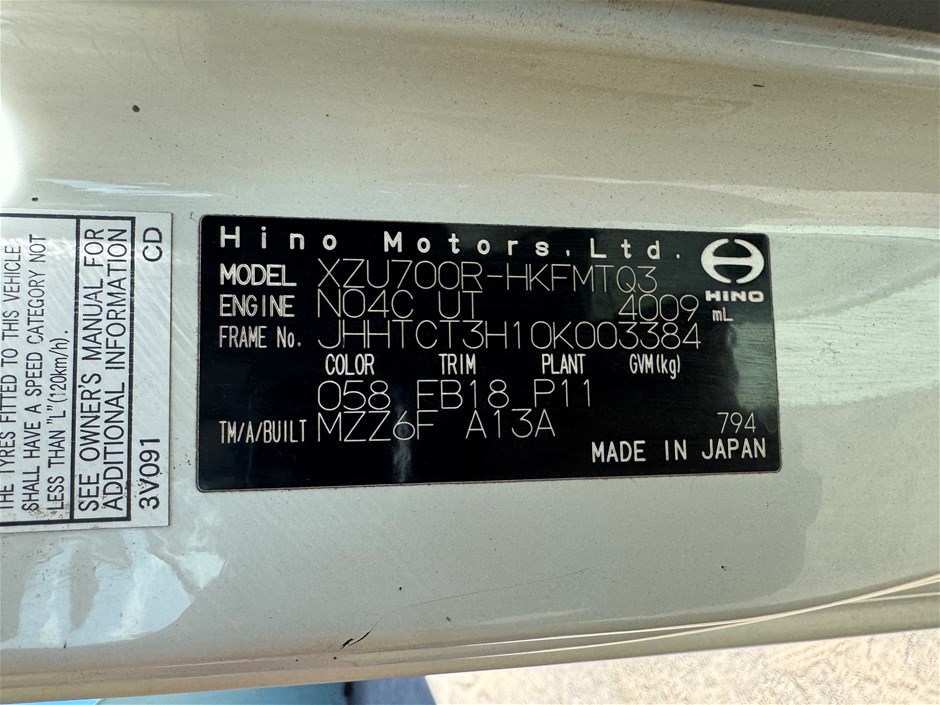 THE TYRES FITTED TO THIS VEHICLE
SHALL HAVE A SPEED CATEGORY NOT
LESS THAN "L"(120km/h)
SEE OWNER'S MANUAL FOR
ADDITIONAL INFORMATION
3V091 CD
Hino Motors,Ltd.
HINO
MODEL XZU700R-HKFMTQ3
ENGINE N04C UT 4009 mL
FRAME No. JHHTCT3H10K003384
COLOR TRIM PLANT GVM(kg)
058 FB18 P11
TM/A/BUILT MZZ6F A13A 794
MADE IN JAPAN